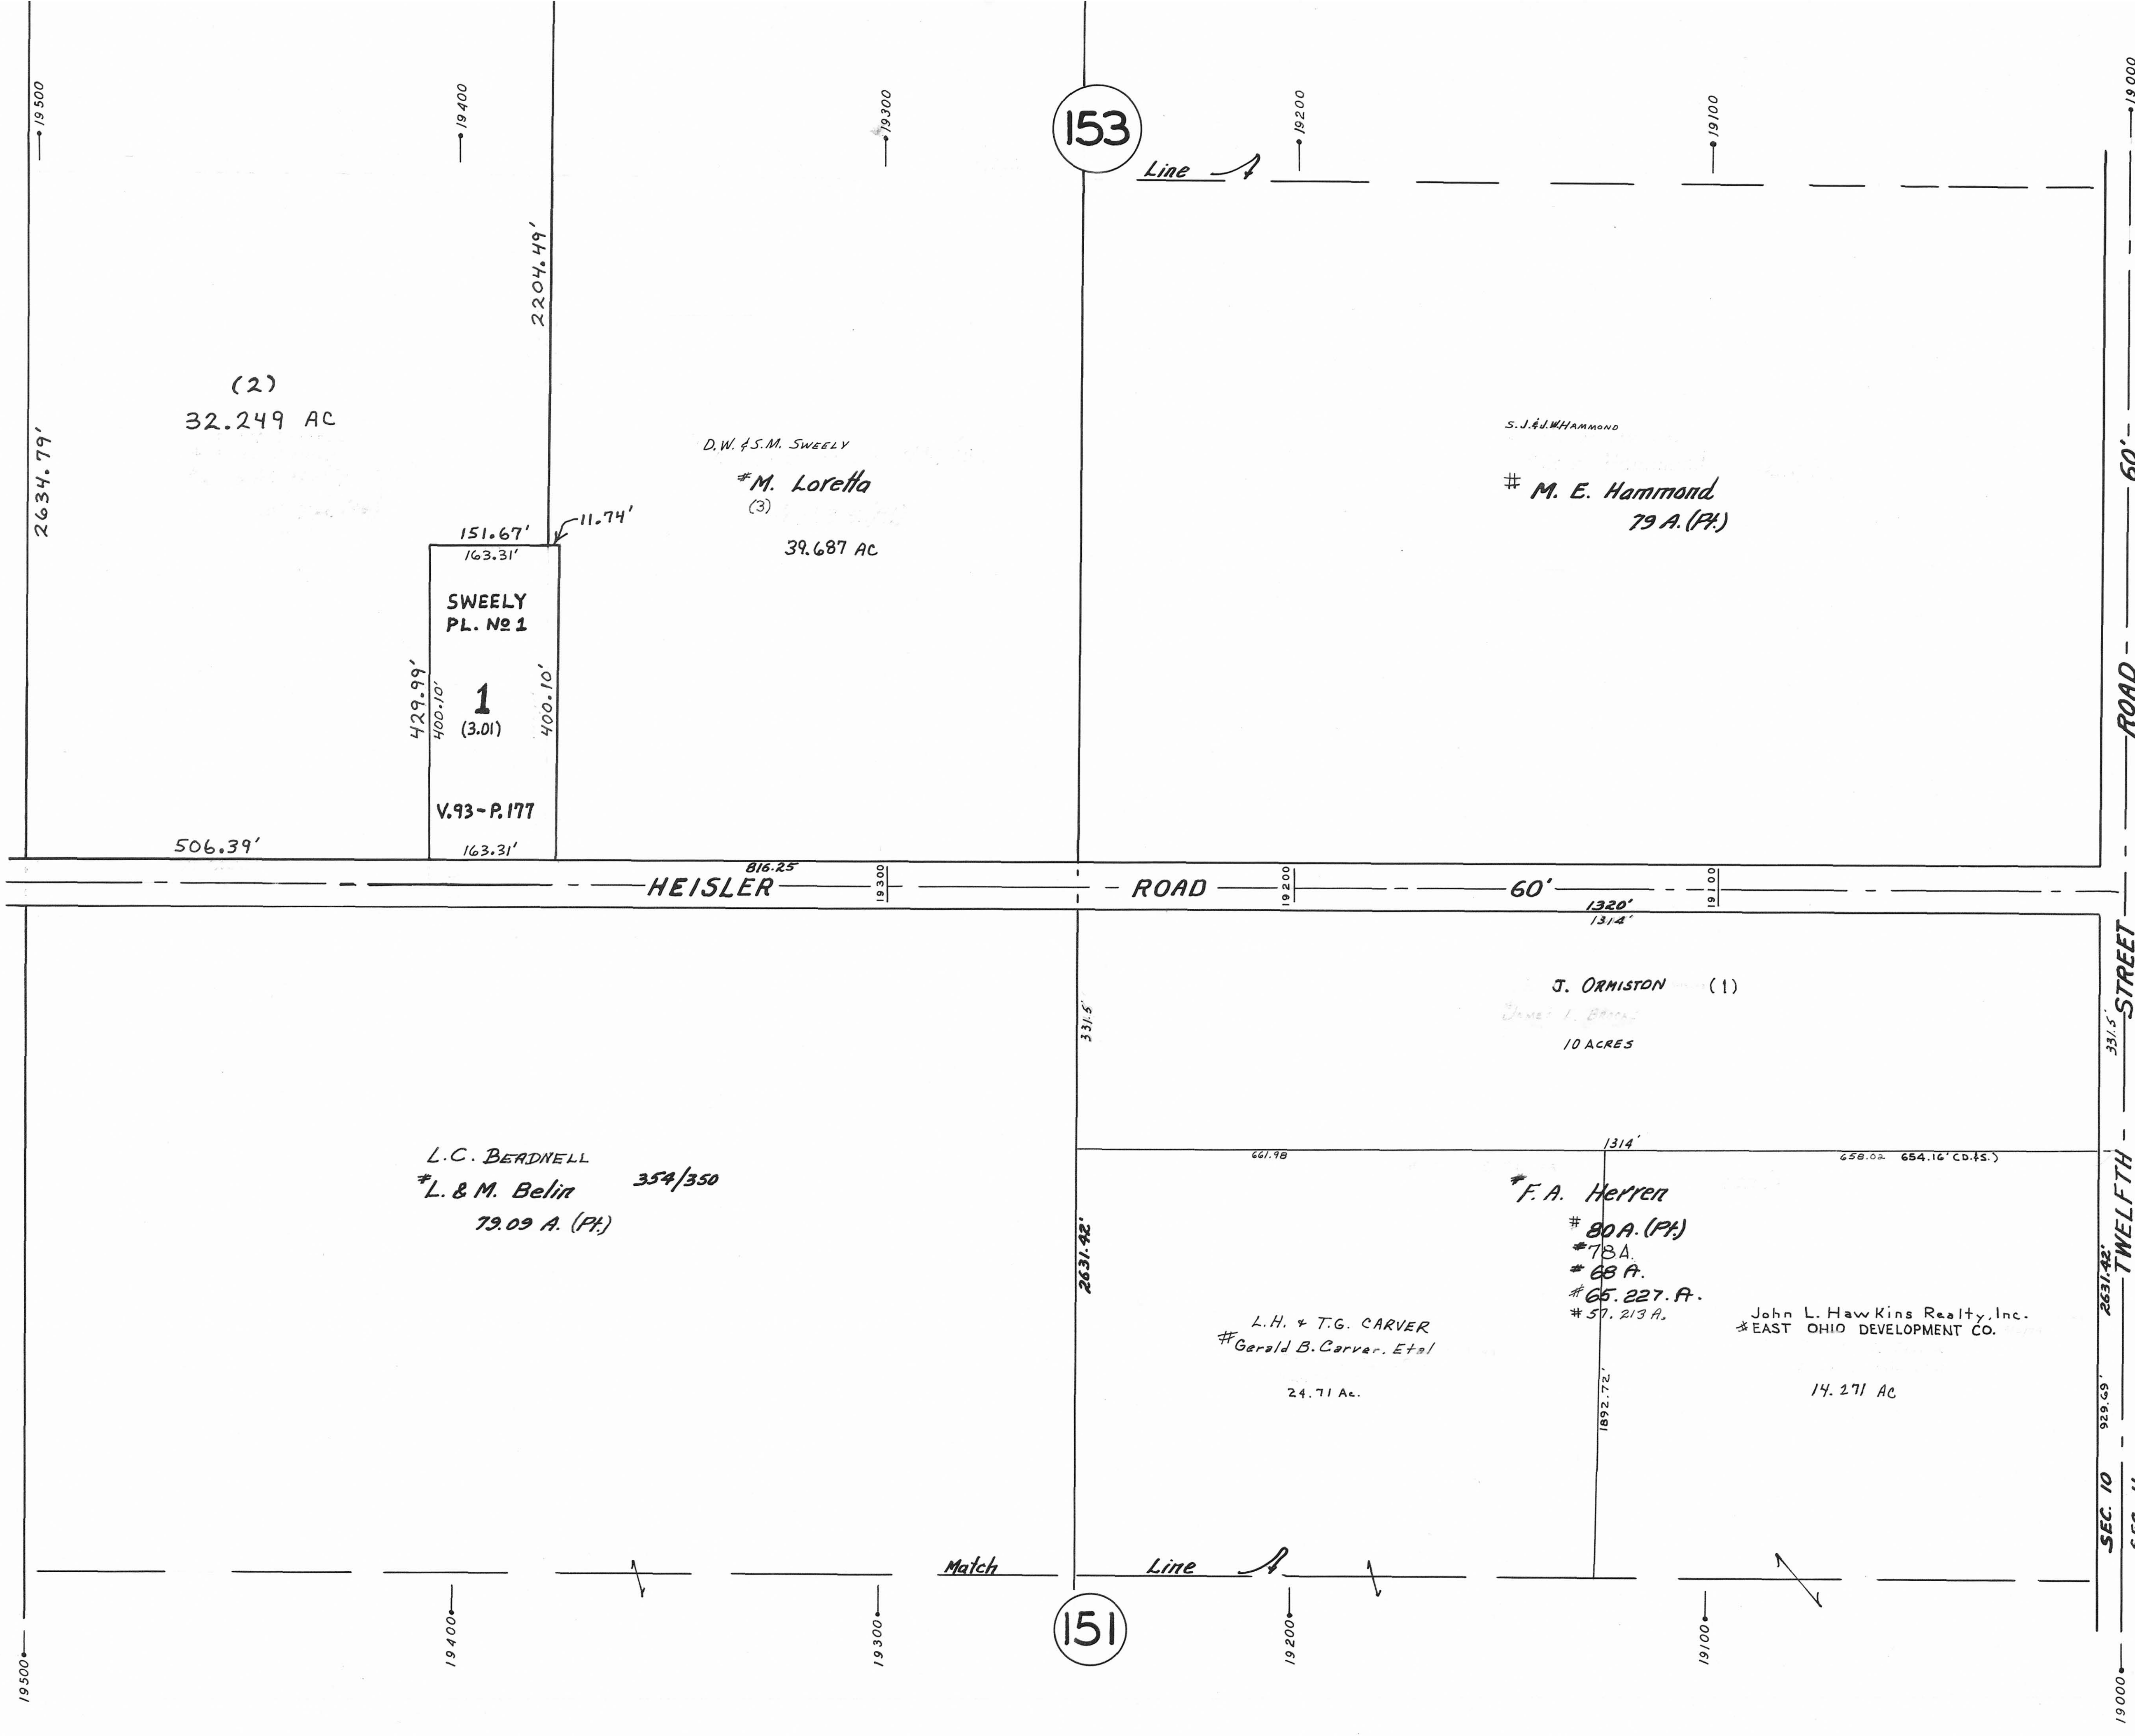 19500
19400
19300
153
19200
19100
19000
Line
2204.49'
(2)
32.249 AC
2634.79'
D.W. & S.M. SWEELY
#M. Loretta
(3)
39.687 AC
S.J. & J.W. HAMMOND
# M. E. Hammond
79 A. (Pt.)
60'
151.67'
11.74'
163.31'
SWEELY
PL. Nº 1
429.99'
400.10'
1
(3.01)
400.10'
V.93-P.177
163.31'
506.39'
ROAD
816.25
HEISLER
19300
ROAD
19200
60'
19100
1320'
1314'
STREET
J. ORMISTON (1)
10 ACRES
331.5'
331.5'
1314'
661.98
658.02 654.16' (D.&S.)
TWELFTH
L.C. BEADNELL
#L. & M. Belin 354/350
79.09 A. (Pt.)
2631.42'
#F. A. Herren
# 80 A. (Pt.)
#78 A.
# 68 A.
#65.227. A.
#57.213 A.
2631.42'
L.H. & T.G. CARVER
#Gerald B. Carver. Etal
24.71 Ac.
John L. Hawkins Realty, Inc.
#EAST OHIO DEVELOPMENT CO.
14.271 AC
1892.72'
929.69'
SEC. 10
Match Line
19500
19400
19300
151
19200
19100
19000